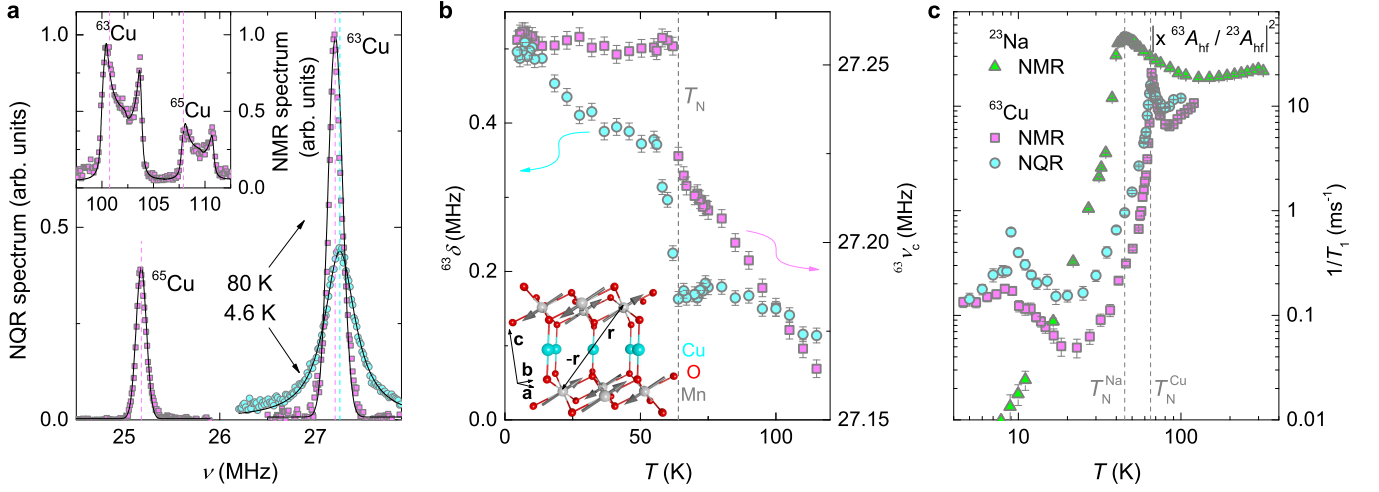 a
NQR spectrum (arb. units)
1.0
0.5
0.0
25
26
27
ν (MHz)
63Cu
65Cu
80 K
4.6 K
63Cu
65Cu
100
105
110
1.0
0.5
0.0
NMR spectrum
(arb. units)
b
63δ (MHz)
0.4
0.2
0.0
0
50
100
T (K)
TN
27.25
27.20
27.15
63νc (MHz)
r
-r
c
b
a
Cu
O
Mn
c
23Na
NMR
63Cu
NMR
NQR
|x 63Ahf / 23Ahf|2
TNNa
TNCu
10
100
T (K)
10
1
0.1
0.01
1/T1 (ms-1)